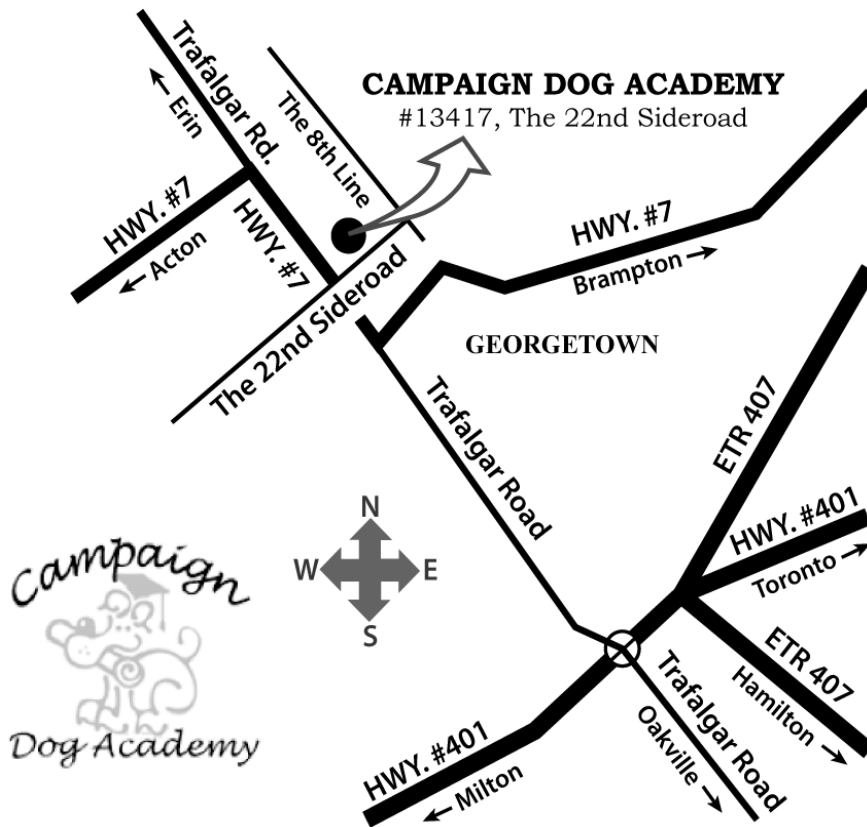 Trafalgar Rd.
Erin
The 8th Line
CAMPAIGN DOG ACADEMY
#13417, The 22nd Sideroad
HWY. #7
Acton
HWY. #7
The 22nd Sideroad
HWY. #7
Brampton
GEORGETOWN
Trafalgar Road
ETR 407
HWY. #401
Toronto
N
W
E
S
ETR 407
Hamilton
Trafalgar Road
Oakville
HWY. #401
Milton
Campaign
Dog Academy